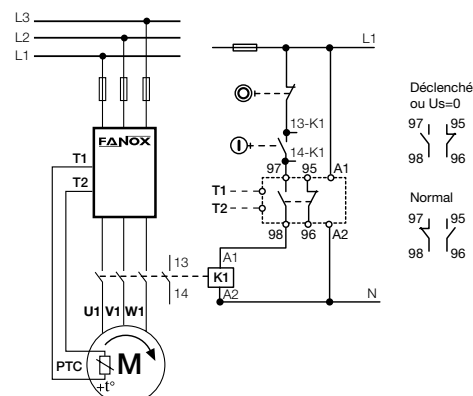 L3
L2
L1
FANOX
T1
T2
13
14
U1 V1 W1
PTC
M
+t°
L1
13-K1
14-K1
97 95 A1
T1
T2
98 96 A2
A1
K1
A2
N
Déclenché
ou Us=0
97 95
98 96
Normal
97 95
98 96